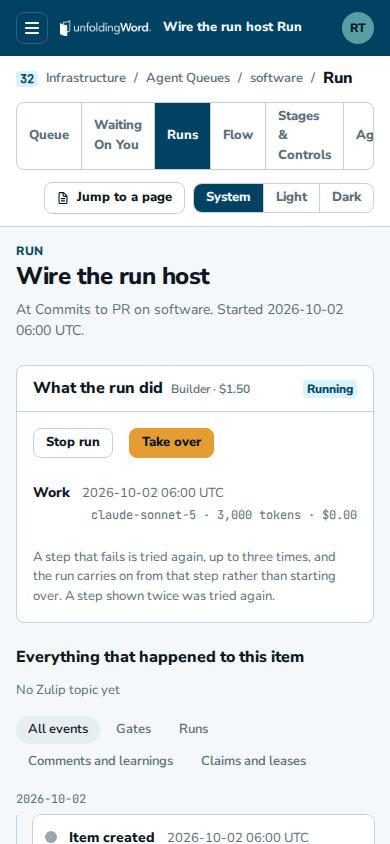 unfoldingWord. Wire the run host Run RT
32 Infrastructure / Agent Queues / software / Run
Queue
Waiting
On You
Runs
Flow
Stages
&
Controls
Ag
Jump to a page
System Light Dark
RUN
Wire the run host
At Commits to PR on software. Started 2026-10-02
06:00 UTC.
What the run did Builder · $1.50 Running
Stop run Take over
Work 2026-10-02 06:00 UTC
claude-sonnet-5 · 3,000 tokens · $0.00
A step that fails is tried again, up to three times, and
the run carries on from that step rather than starting
over. A step shown twice was tried again.
Everything that happened to this item
No Zulip topic yet
All events Gates Runs
Comments and learnings Claims and leases
2026-10-02
Item created 2026-10-02 06:00 UTC